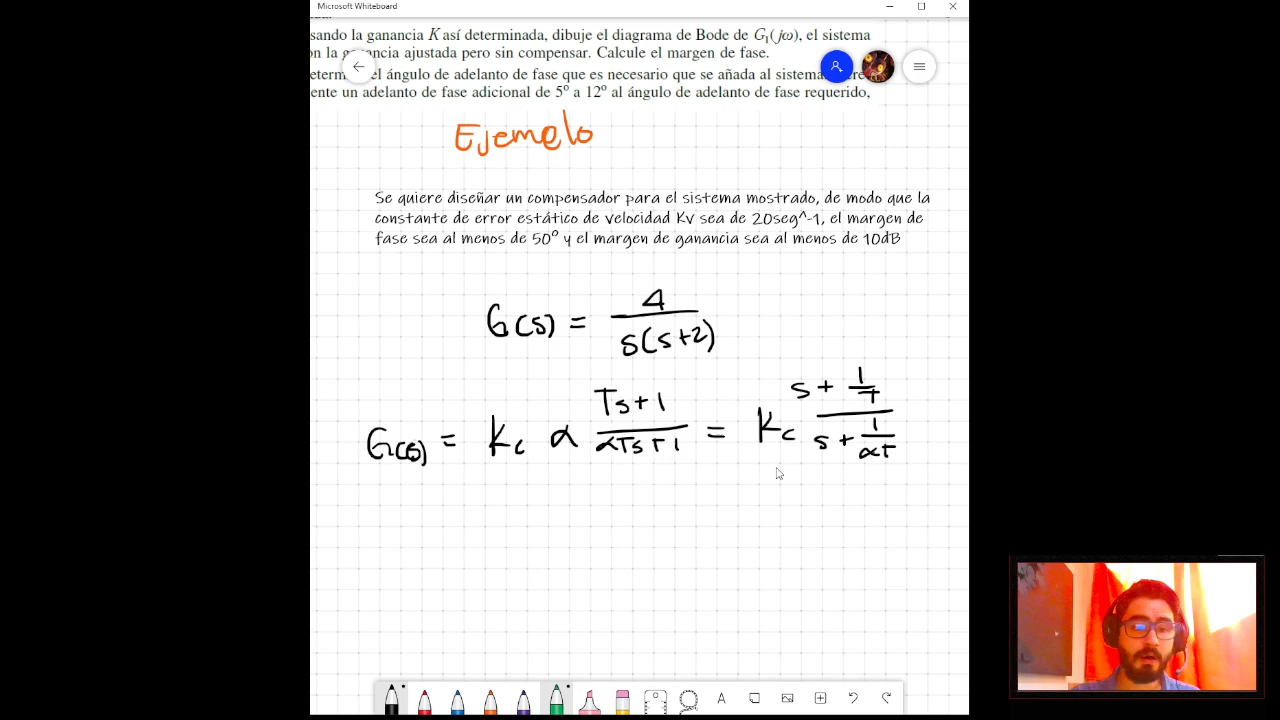 Microsoft Whiteboard
sando la ganancia K así determinada, dibuje el diagrama de Bode de G₁(jω), el sistema
on la ganancia ajustada pero sin compensar. Calcule el margen de fase.
eterm el ángulo de adelanto de fase que es necesario que se añada al sistema.
ente un adelanto de fase adicional de 5º a 12º al ángulo de adelanto de fase requerido,
Ejemelo
Se quiere diseñar un compensador para el sistema mostrado, de modo que la
constante de error estático de velocidad Kv sea de 20seg^-1, el margen de
fase sea al menos de 50º y el margen de ganancia sea al menos de 10dB
G(s) = 4 / s(s+2)
G(s) = Kc α (Ts+1)/(αTs+1) = Kc (s + 1/T)/(s + 1/αT)
A